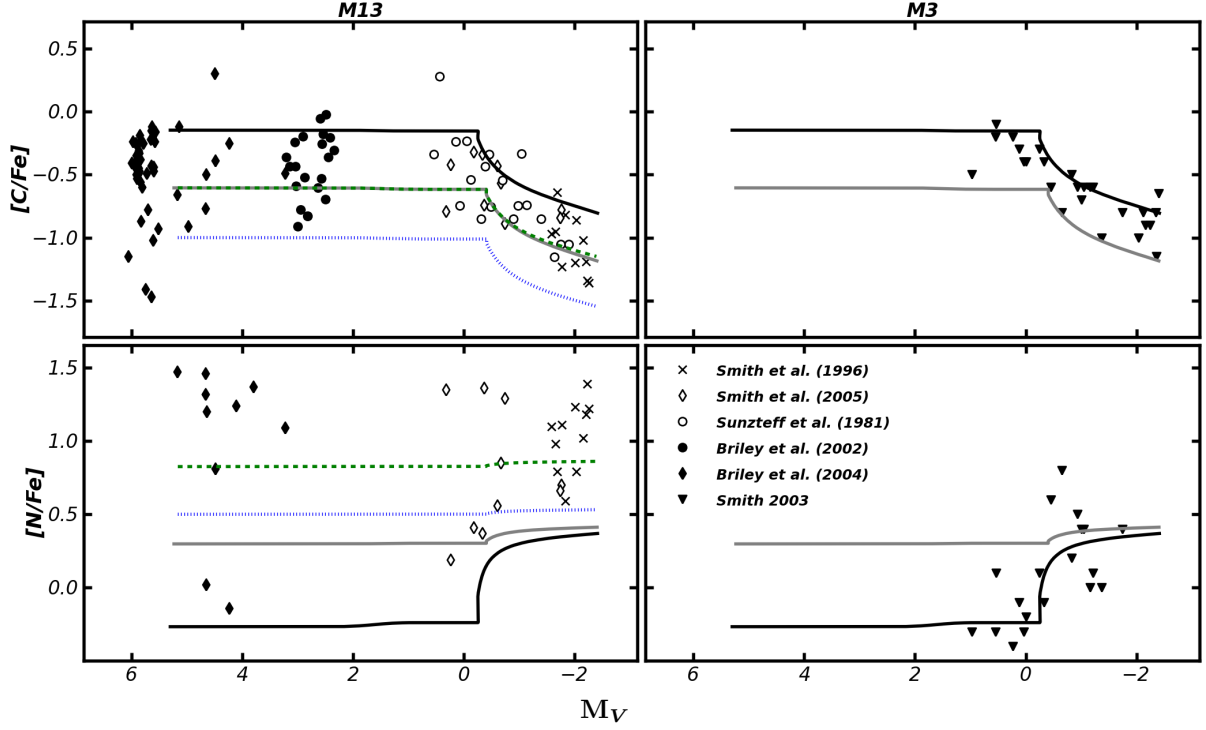 M13 M3
0.5
0.0
−0.5
−1.0
−1.5
[C/Fe]
1.5
1.0
0.5
0.0
[N/Fe]
Smith et al. (1996)
Smith et al. (2005)
Sunzteff et al. (1981)
Briley et al. (2002)
Briley et al. (2004)
Smith 2003
6 4 2 0 −2 6 4 2 0 −2
M_V